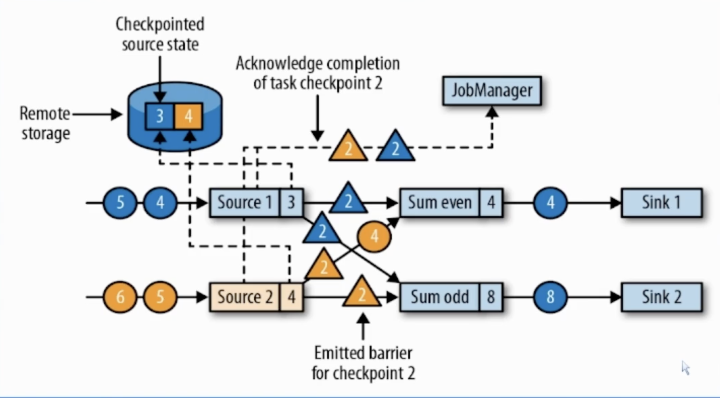 Checkpointed
source state
Acknowledge completion
of task checkpoint 2
JobManager
Remote
storage
3 4
2 2
5 4 Source 1 3 2 Sum even 4 4 Sink 1
2 4
2
6 5 Source 2 4 2 Sum odd 8 8 Sink 2
Emitted barrier
for checkpoint 2